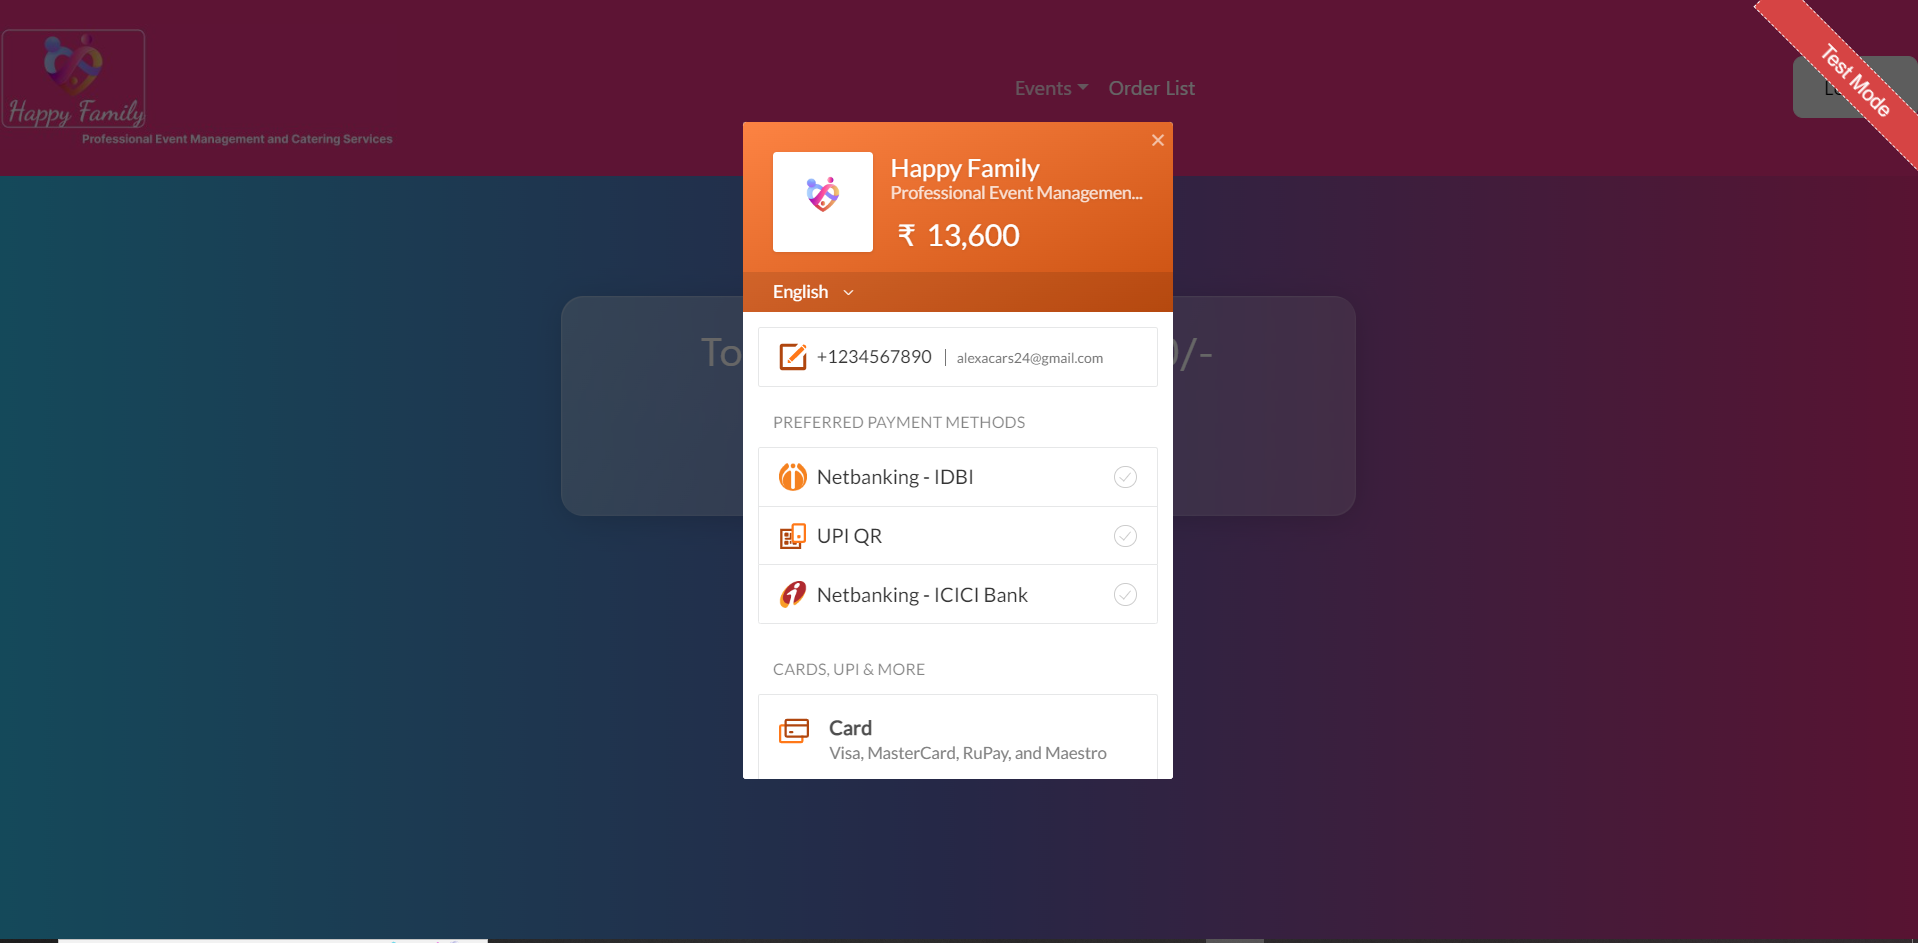 Happy Family
Professional Event Management and Catering Services
Events
Order List
Test Mode
Happy Family
Professional Event Managemen...
₹ 13,600
English
+1234567890 | alexacars24@gmail.com
PREFERRED PAYMENT METHODS
Netbanking - IDBI
UPI QR
Netbanking - ICICI Bank
CARDS, UPI & MORE
Card
Visa, MasterCard, RuPay, and Maestro
/-